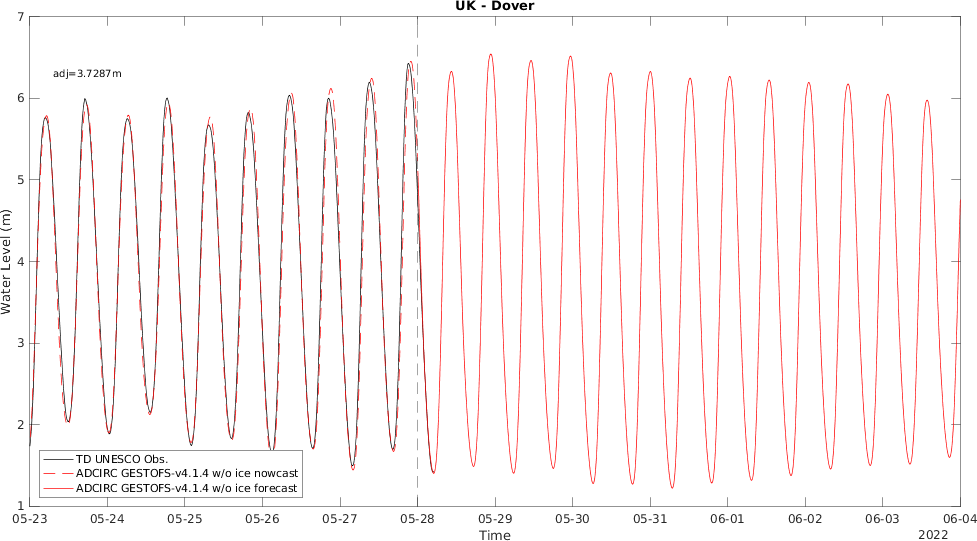 UK - Dover
7
adj=3.7287m
6
5
4
3
2
1
Water Level (m)
TD UNESCO Obs.
ADCIRC GESTOFS-v4.1.4 w/o ice nowcast
ADCIRC GESTOFS-v4.1.4 w/o ice forecast
05-23 05-24 05-25 05-26 05-27 05-28 05-29 05-30 05-31 06-01 06-02 06-03 06-04
Time
2022